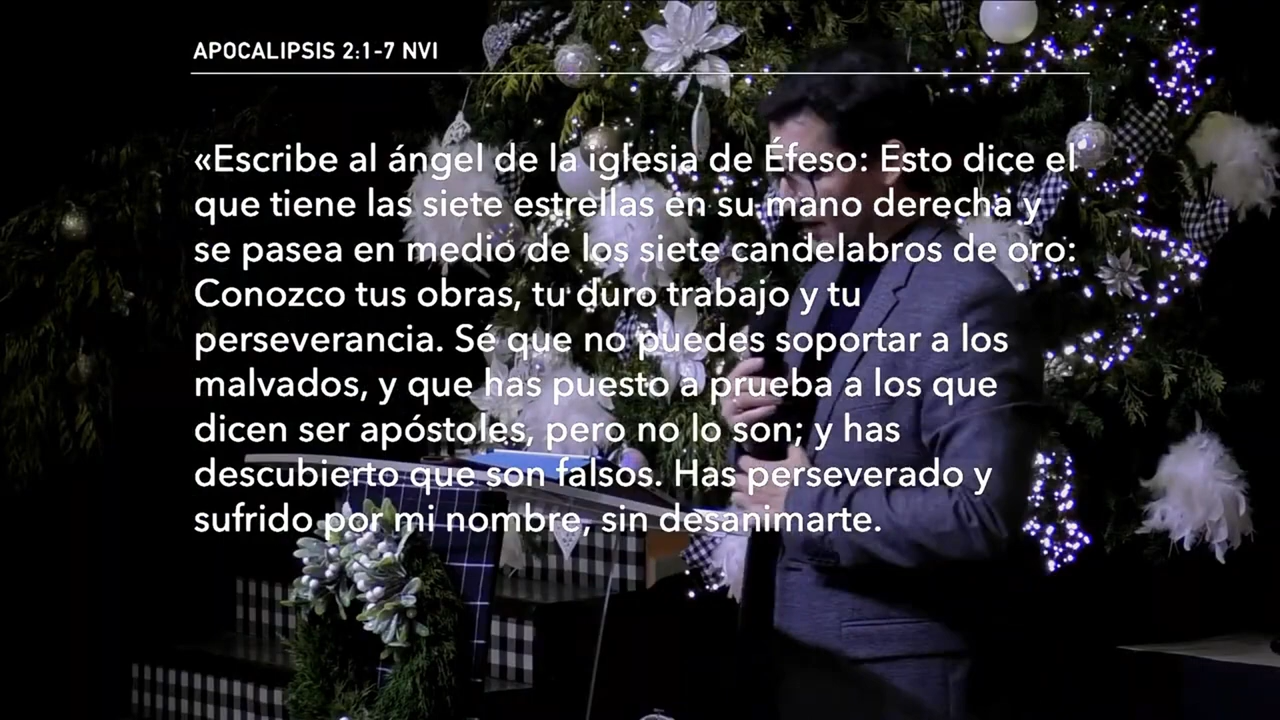 APOCALIPSIS 2:1-7 NVI
«Escribe al ángel de la iglesia de Éfeso: Esto dice el
que tiene las siete estrellas en su mano derecha y
se pasea en medio de los siete candelabros de oro:
Conozco tus obras, tu duro trabajo y tu
perseverancia. Sé que no puedes soportar a los
malvados, y que has puesto a prueba a los que
dicen ser apóstoles, pero no lo son; y has
descubierto que son falsos. Has perseverado y
sufrido por mi nombre, sin desanimarte.